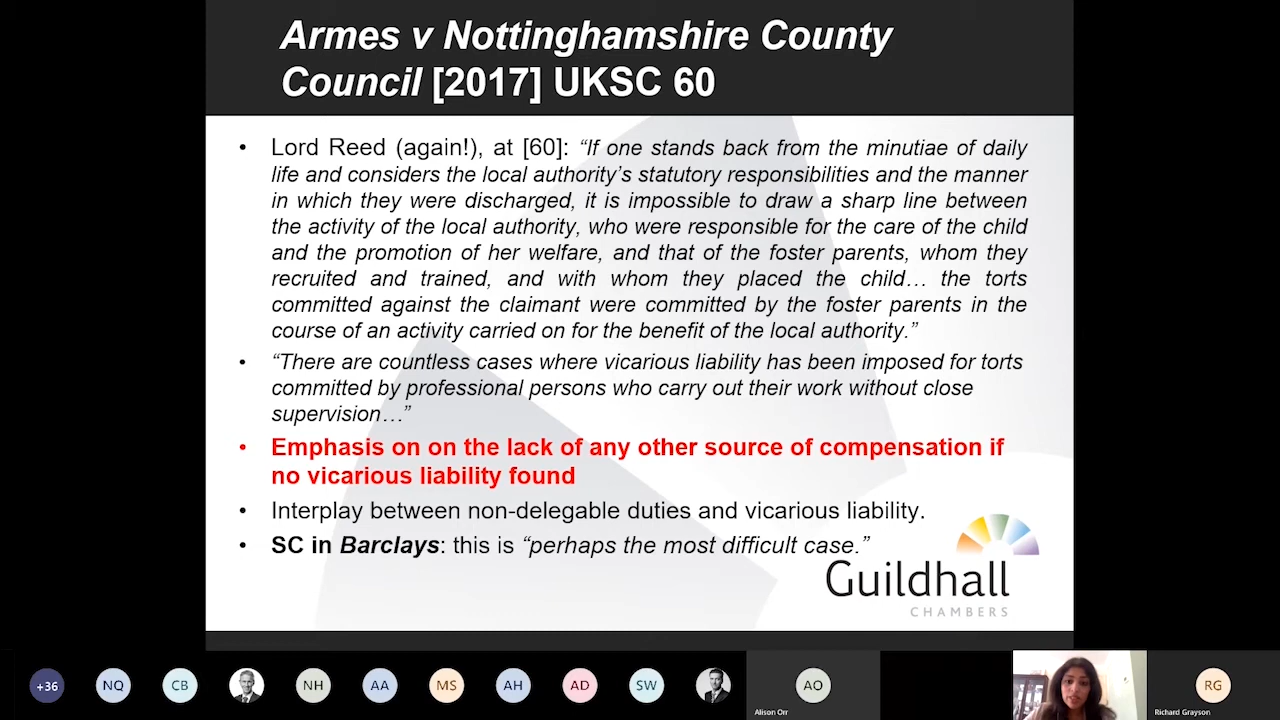 Armes v Nottinghamshire County
Council [2017] UKSC 60
• Lord Reed (again!), at [60]: “If one stands back from the minutiae of daily
life and considers the local authority’s statutory responsibilities and the manner
in which they were discharged, it is impossible to draw a sharp line between
the activity of the local authority, who were responsible for the care of the child
and the promotion of her welfare, and that of the foster parents, whom they
recruited and trained, and with whom they placed the child… the torts
committed against the claimant were committed by the foster parents in the
course of an activity carried on for the benefit of the local authority.”
• “There are countless cases where vicarious liability has been imposed for torts
committed by professional persons who carry out their work without close
supervision…”
• Emphasis on on the lack of any other source of compensation if
no vicarious liability found
• Interplay between non-delegable duties and vicarious liability.
• SC in Barclays: this is “perhaps the most difficult case.”
Guildhall
CHAMBERS
+36
NQ
CB
NH
AA
MS
AH
AD
SW
AO
Alison Orr
RG
Richard Grayson